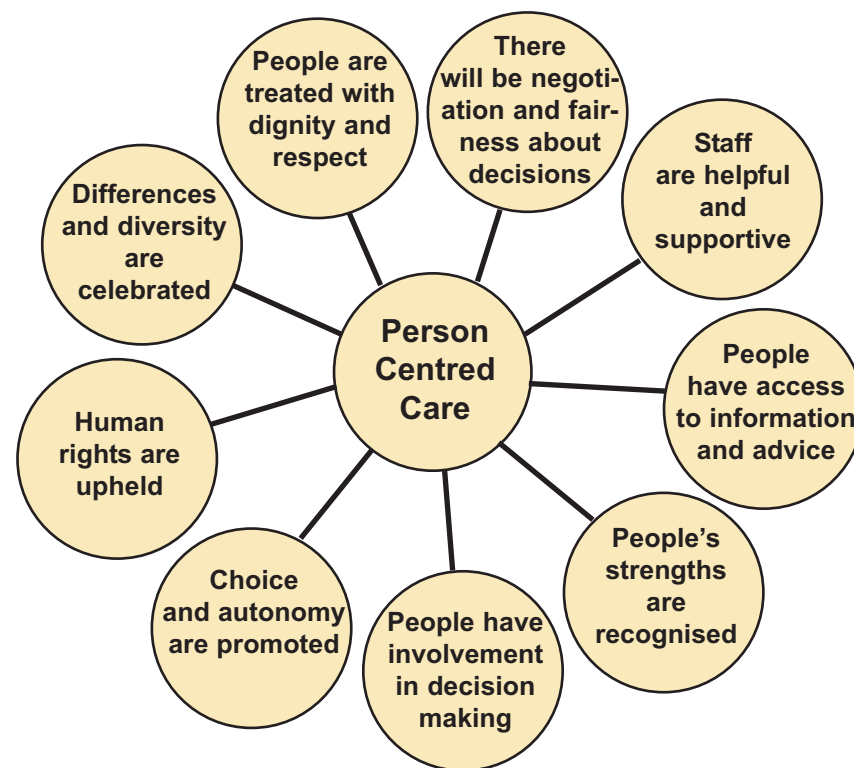 There
will be negoti-
ation and fair-
ness about
decisions
People are
treated with
dignity and
respect
Staff
are helpful
and
supportive
Differences
and diversity
are
celebrated
Person
Centred
Care
People
have access
to information
and advice
Human
rights are
upheld
People's
strengths
are
recognised
Choice
and autonomy
are promoted
People have
involvement
in decision
making